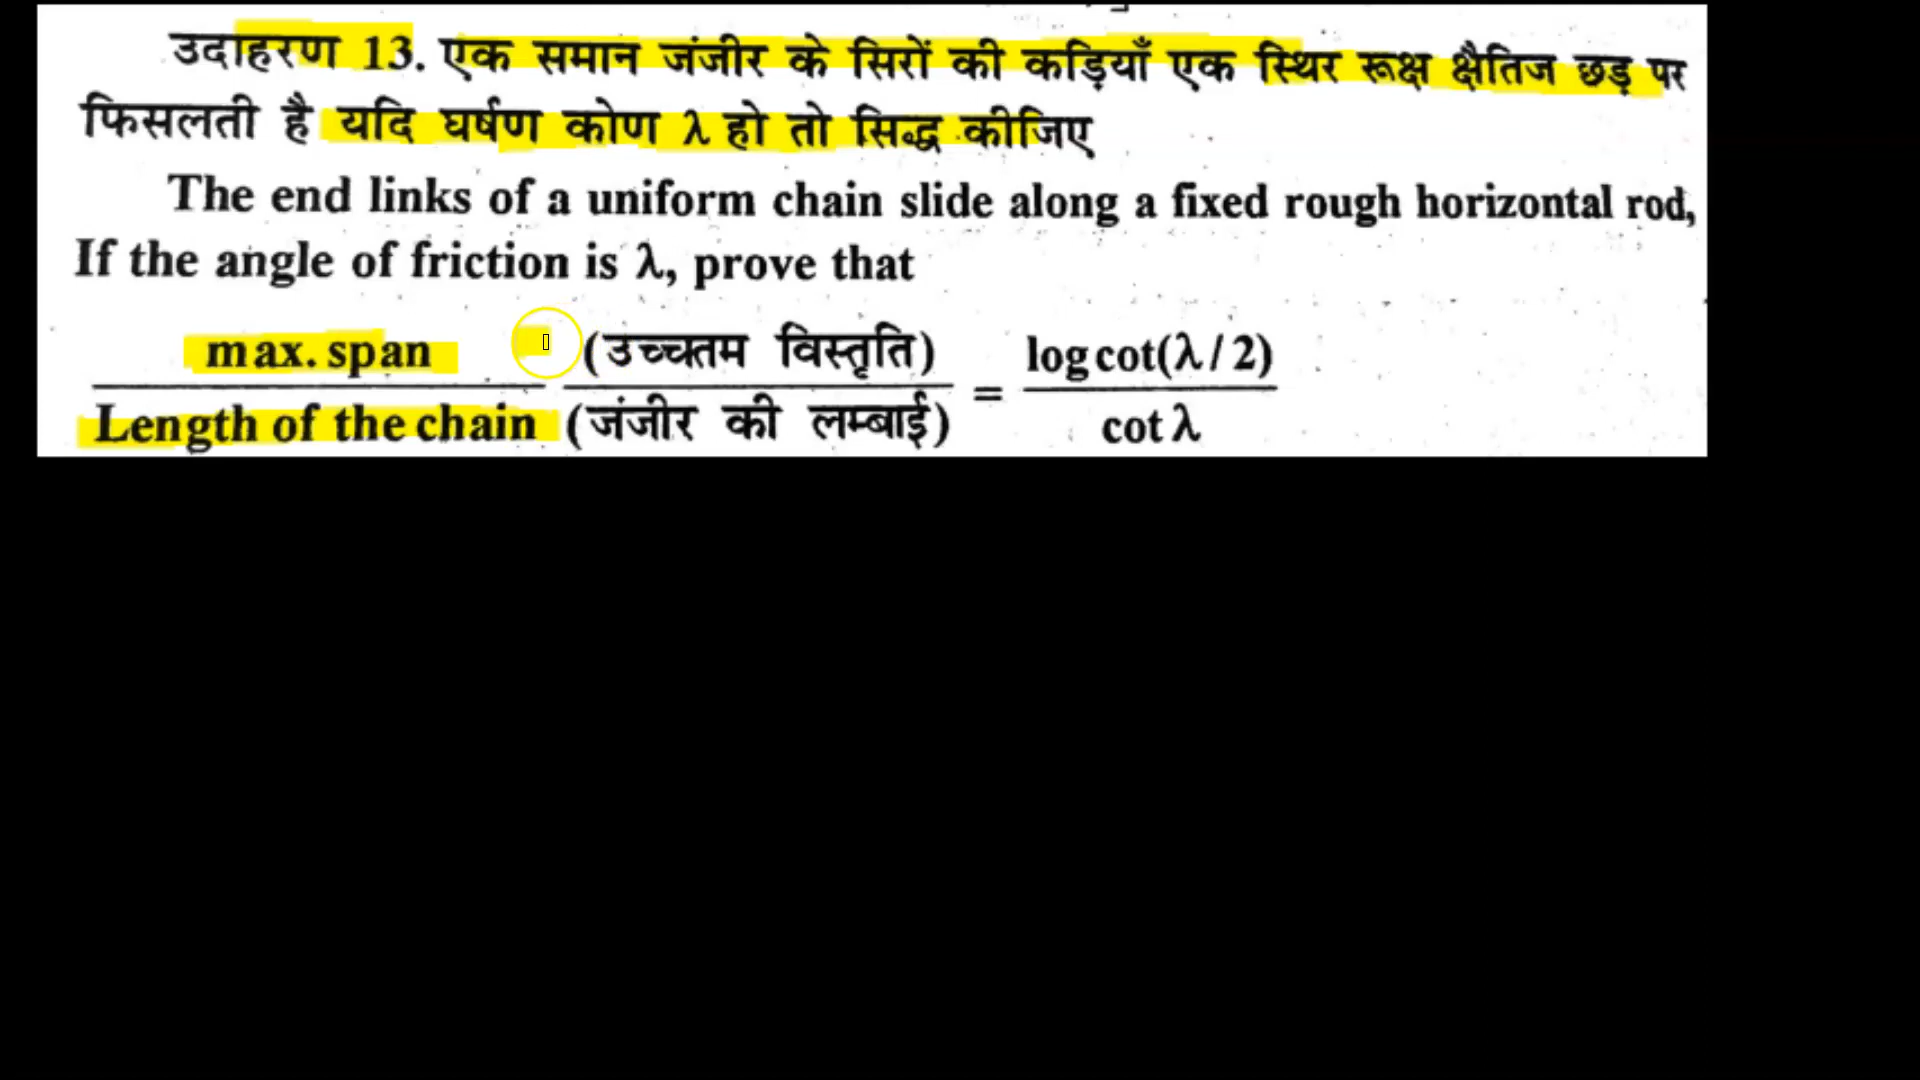 उदाहरण 13. एक समान जंजीर के सिरों की कड़ियाँ एक स्थिर रूक्ष क्षैतिज छड़ पर
फिसलती है यदि घर्षण कोण λ हो तो सिद्ध कीजिए
The end links of a uniform chain slide along a fixed rough horizontal rod,
If the angle of friction is λ, prove that
max. span (उच्चतम विस्तृति) log cot(λ/2)
=
Length of the chain (जंजीर की लम्बाई) cot λ